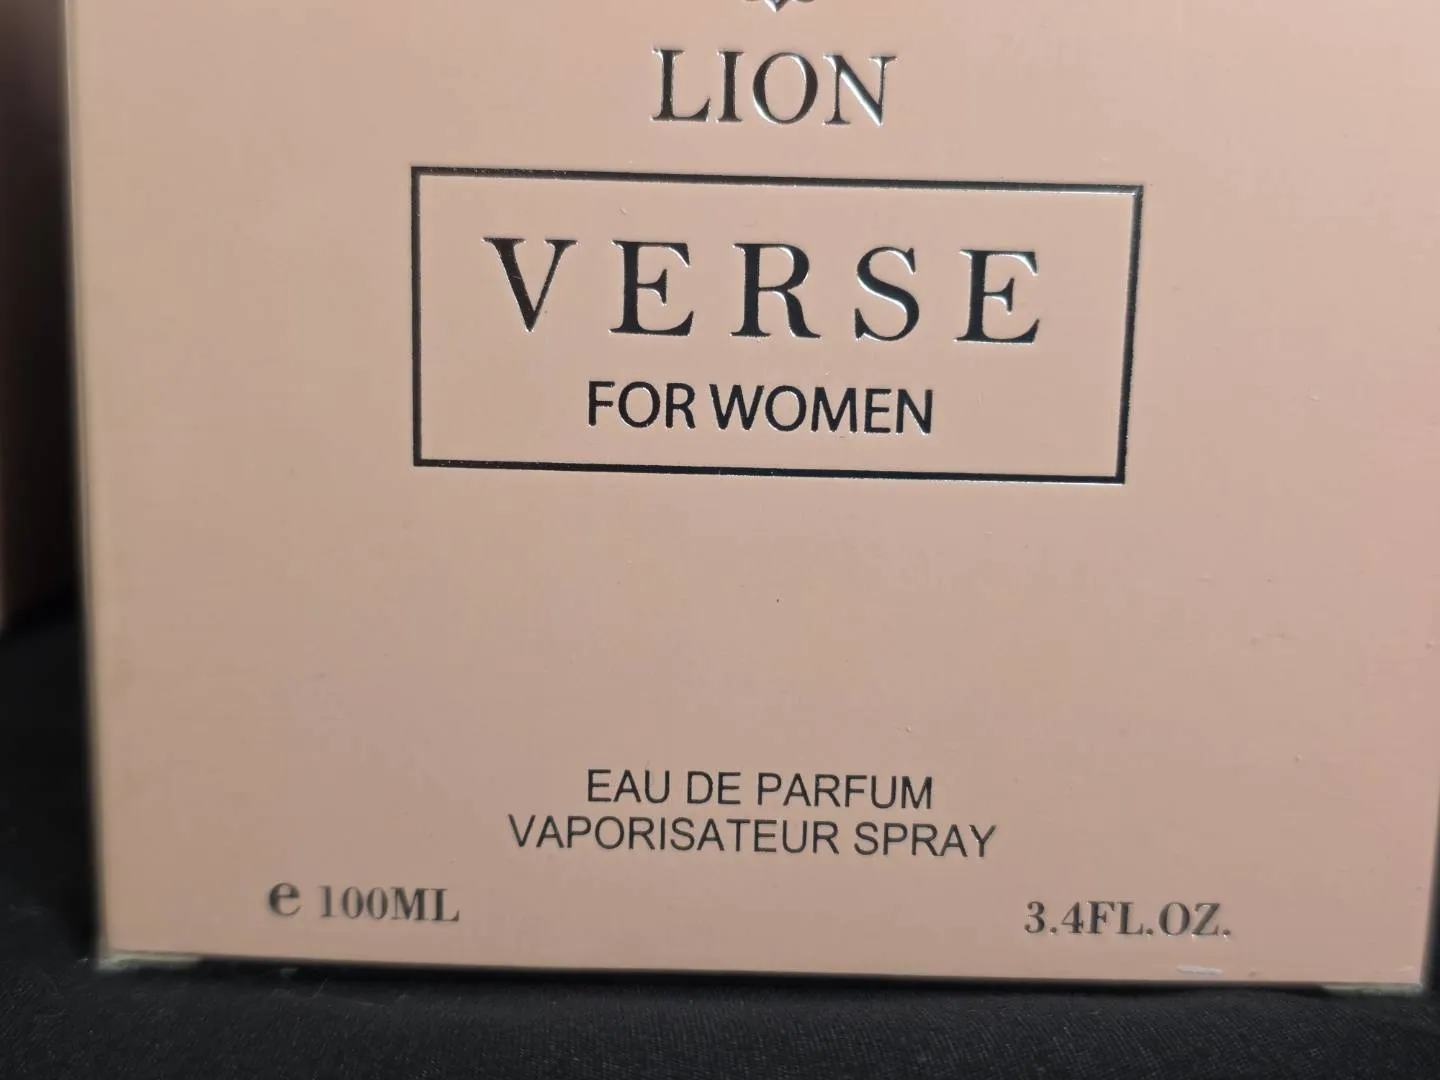 LION
VERSE
FOR WOMEN
EAU DE PARFUM
VAPORISATEUR SPRAY
e 100ML
3.4FL.OZ.